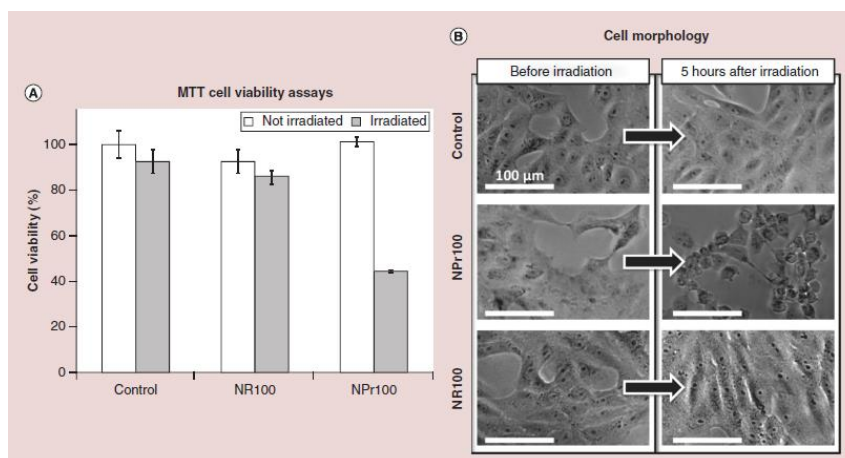 A
MTT cell viability assays
Not irradiated
Irradiated
Cell viability (%)
100
80
60
40
20
0
Control
NR100
NPr100
B
Cell morphology
Before irradiation
5 hours after irradiation
Control
100 µm
NPr100
NR100